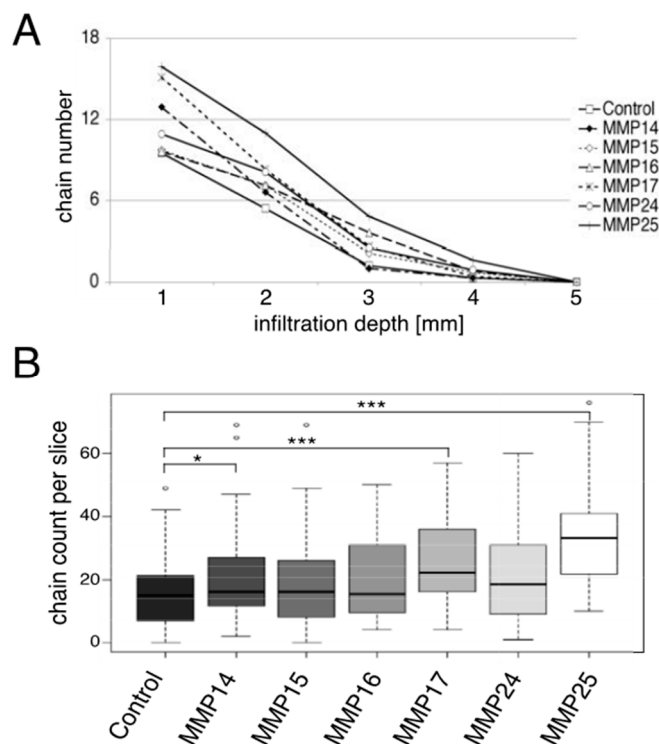 A
18
12
6
0
chain number
1 2 3 4 5
infiltration depth [mm]
Control
MMP14
MMP15
MMP16
MMP17
MMP24
MMP25
B
chain count per slice
60
40
20
0
***
***
*
Control
MMP14
MMP15
MMP16
MMP17
MMP24
MMP25